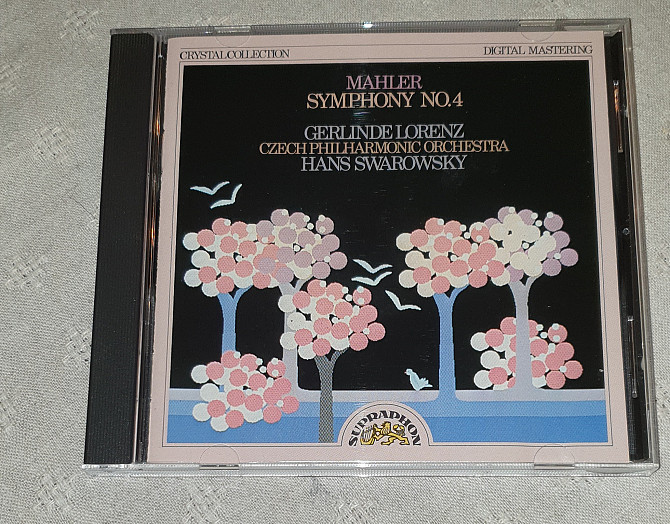 CRYSTAL COLLECTION
DIGITAL MASTERING
MAHLER
SYMPHONY NO.4
GERLINDE LORENZ
CZECH PHILHARMONIC ORCHESTRA
HANS SWAROWSKY
SUPRAPHON